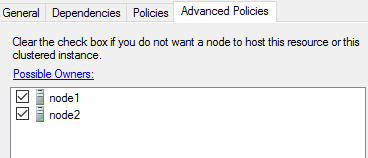 General Dependencies Policies Advanced Policies
Clear the check box if you do not want a node to host this resource or this
clustered instance.
Possible Owners:
node1
node2